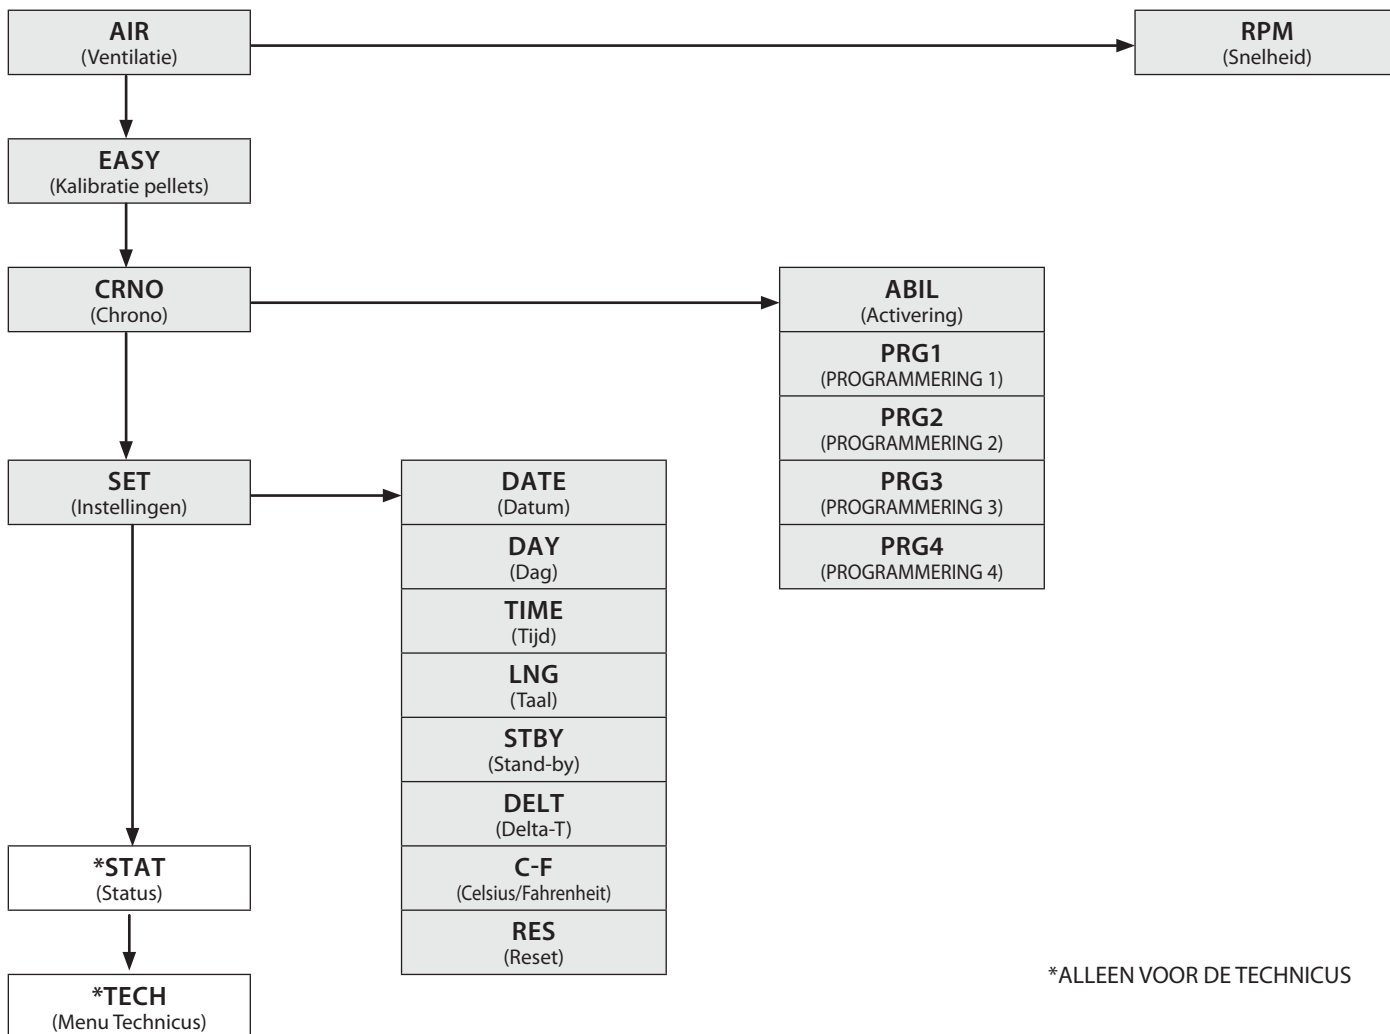 AIR
(Ventilatie)
RPM
(Snelheid)
EASY
(Kalibratie pellets)
CRNO
(Chrono)
ABIL
(Activering)
PRG1
(PROGRAMMERING 1)
PRG2
(PROGRAMMERING 2)
PRG3
(PROGRAMMERING 3)
PRG4
(PROGRAMMERING 4)
SET
(Instellingen)
DATE
(Datum)
DAY
(Dag)
TIME
(Tijd)
LNG
(Taal)
STBY
(Stand-by)
DELT
(Delta-T)
C-F
(Celsius/Fahrenheit)
RES
(Reset)
*STAT
(Status)
*TECH
(Menu Technicus)
*ALLEEN VOOR DE TECHNICUS